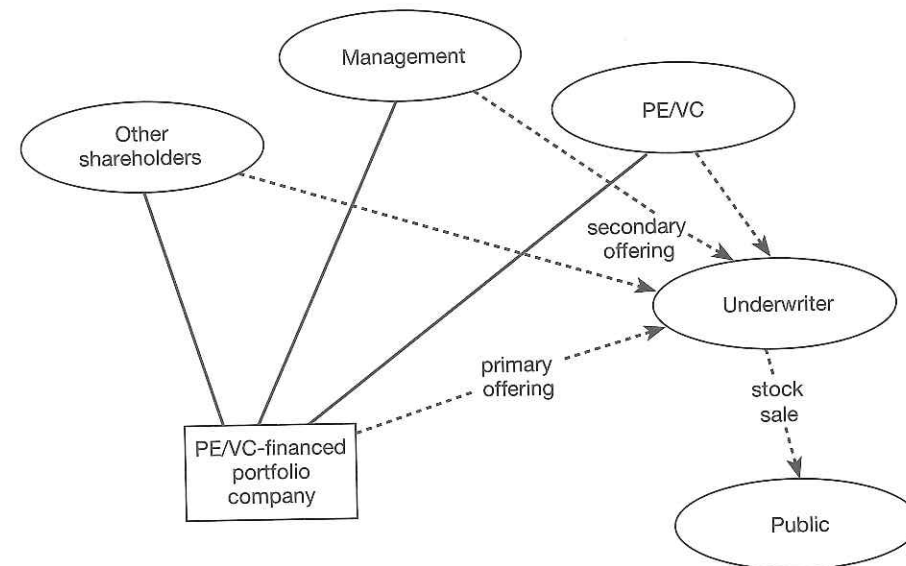 Management
PE/VC
Other
shareholders
secondary
offering
Underwriter
primary
offering
stock
sale
PE/VC-financed
portfolio
company
Public